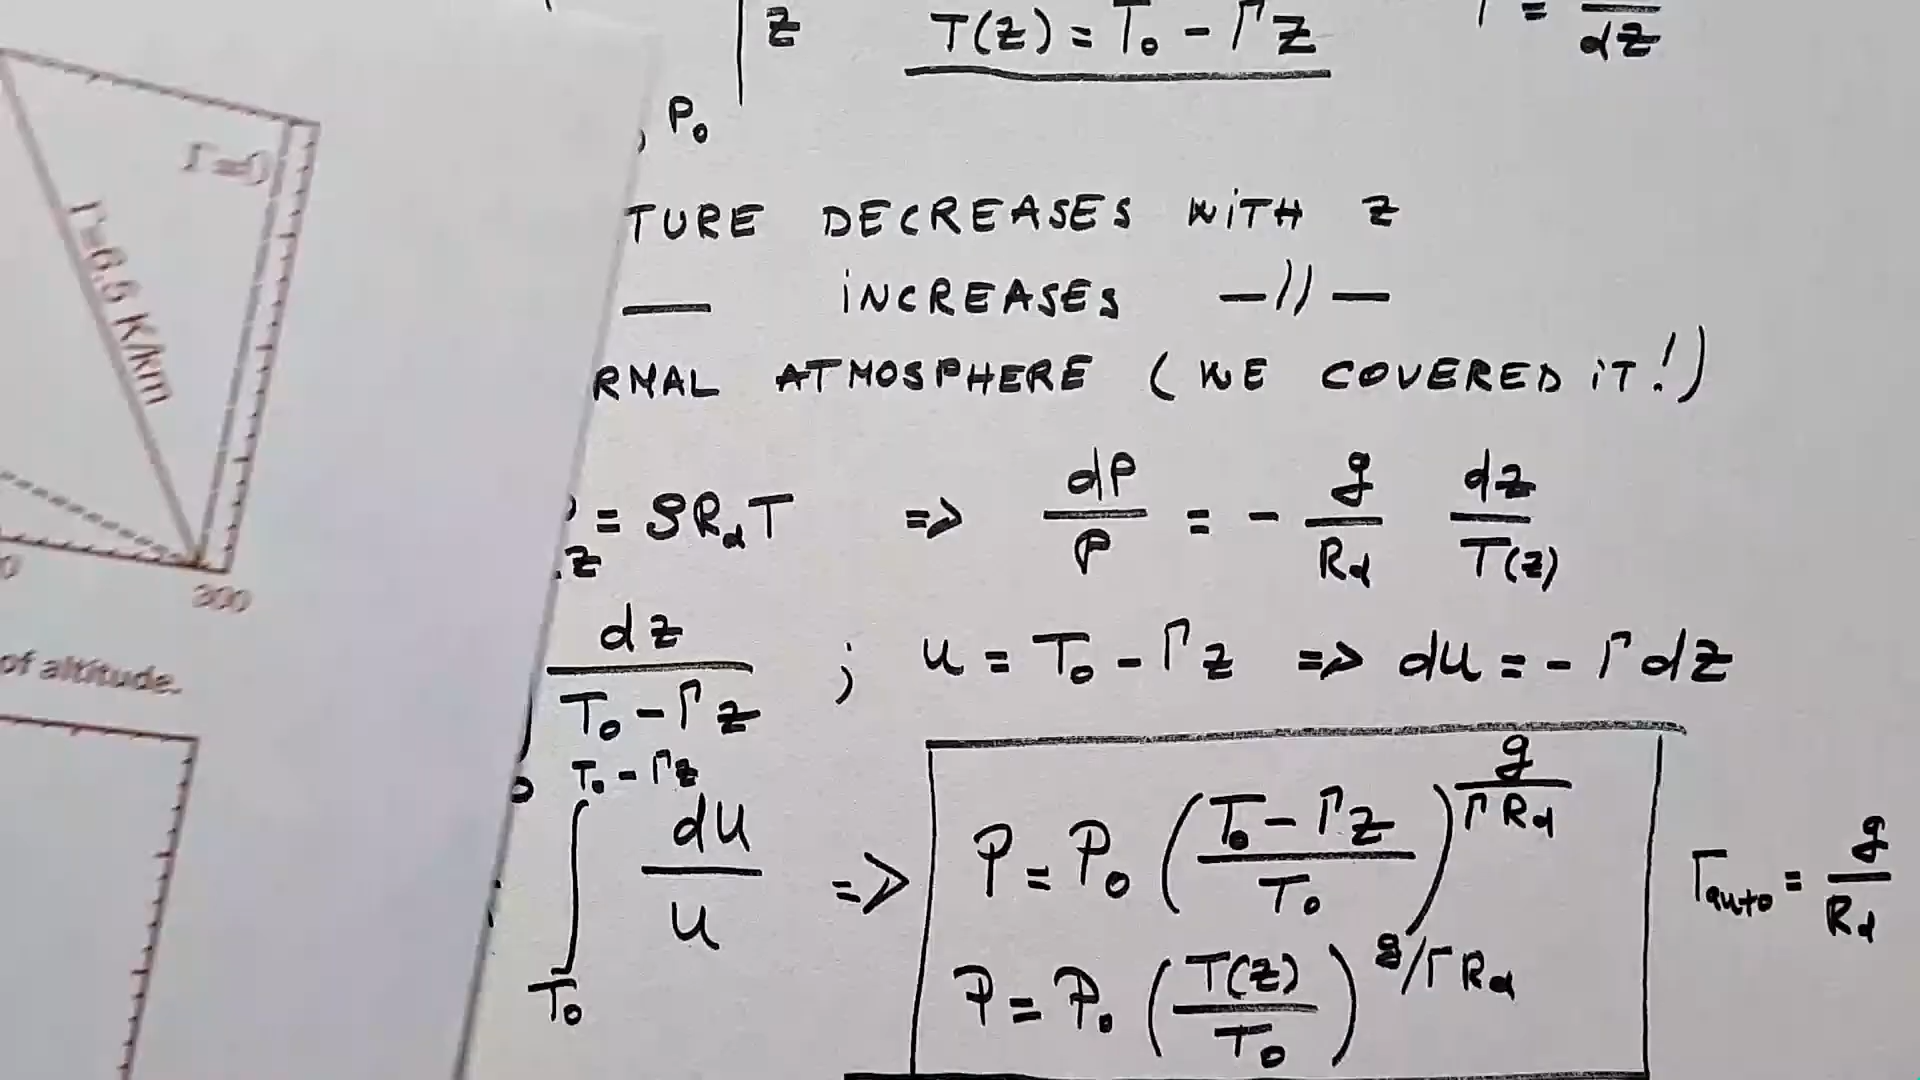 z T(z) = T₀ - Γz Γ = / dz
, P₀
TURE DECREASES WITH z
— INCREASES —//—
RMAL ATMOSPHERE (WE COVERED IT!)
= ρR_dT => dP/P = - g/R_d dz/T(z)
z
dz/(T₀ - Γz) ; u = T₀ - Γz => du = - Γdz
∫_{T₀}^{T₀ - Γz} du/u => P = P₀ ((T₀ - Γz)/T₀)^{g/ΓR_d} Γ_auto = g/R_d
P = P₀ (T(z)/T₀)^{g/ΓR_d}
Γ=0
Γ=6.5 K/km
300
of altitude.